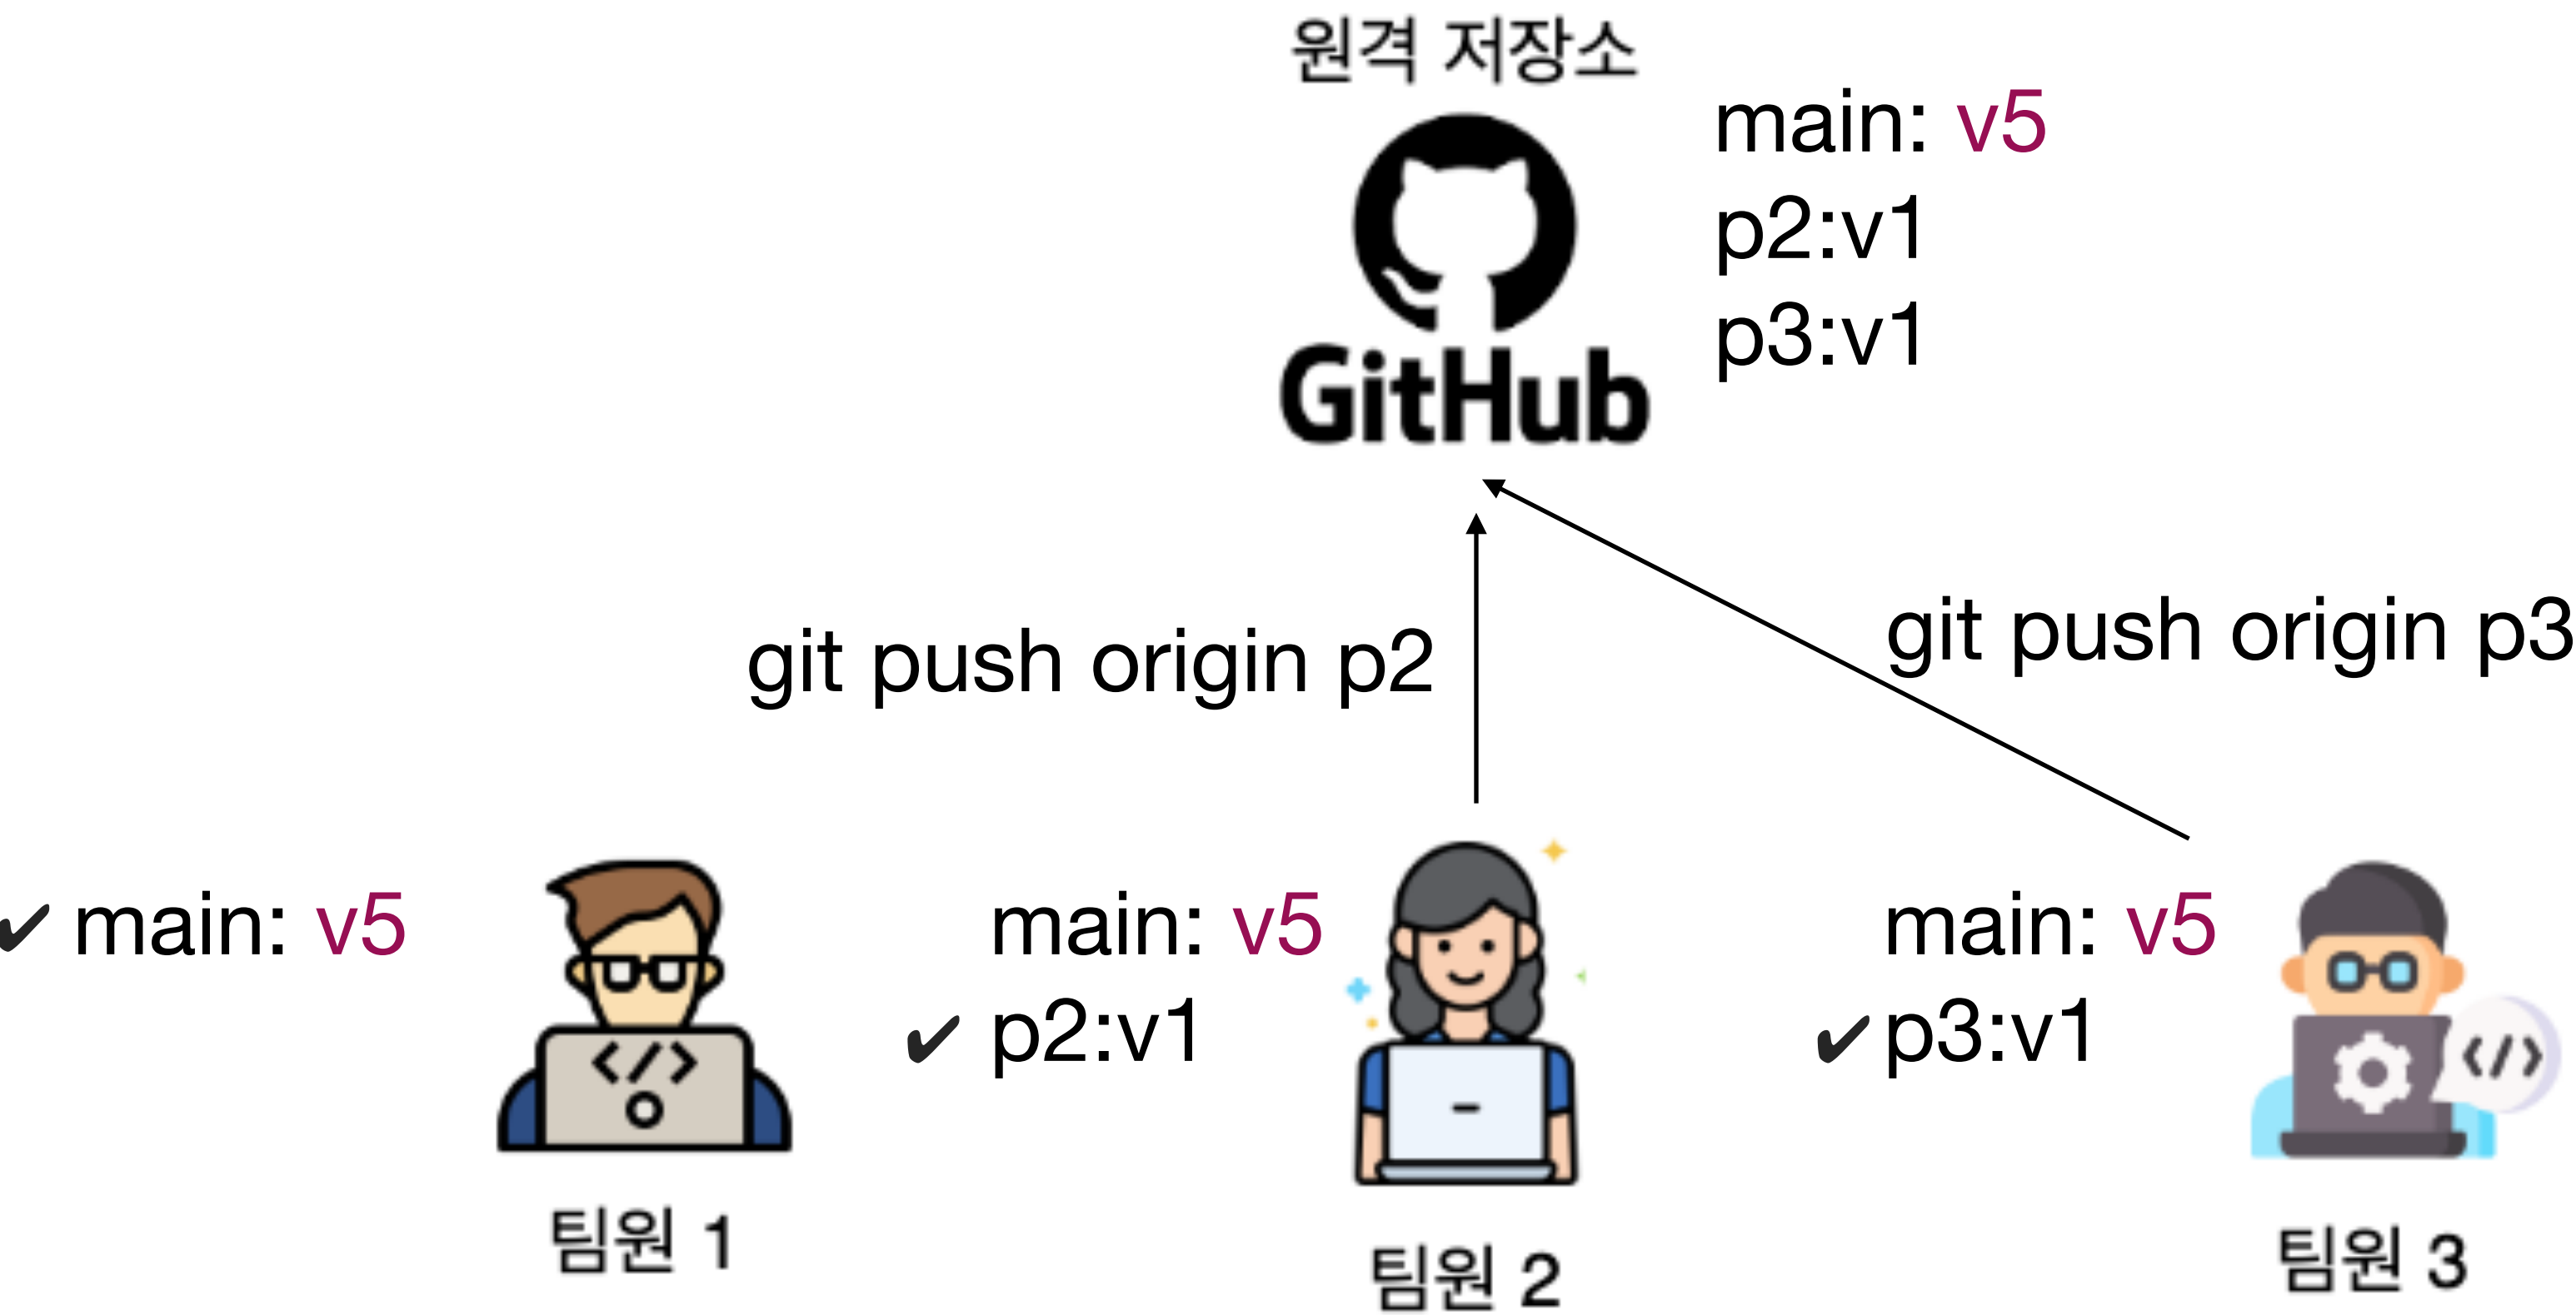 원격 저장소
main: v5
p2:v1
p3:v1
GitHub
git push origin p2
git push origin p3
✔ main: v5
main: v5
✔ p2:v1
main: v5
✔ p3:v1
</>
</>
팀원 1
팀원 2
팀원 3